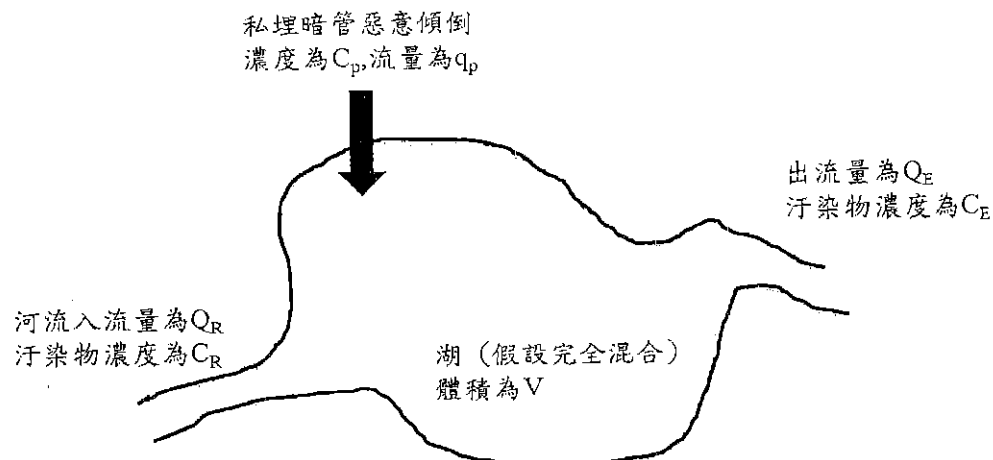 私埋暗管惡意傾倒
濃度為Cp,流量為qp
出流量為QE
汙染物濃度為CE
河流入流量為QR
汙染物濃度為CR
湖（假設完全混合）
體積為V